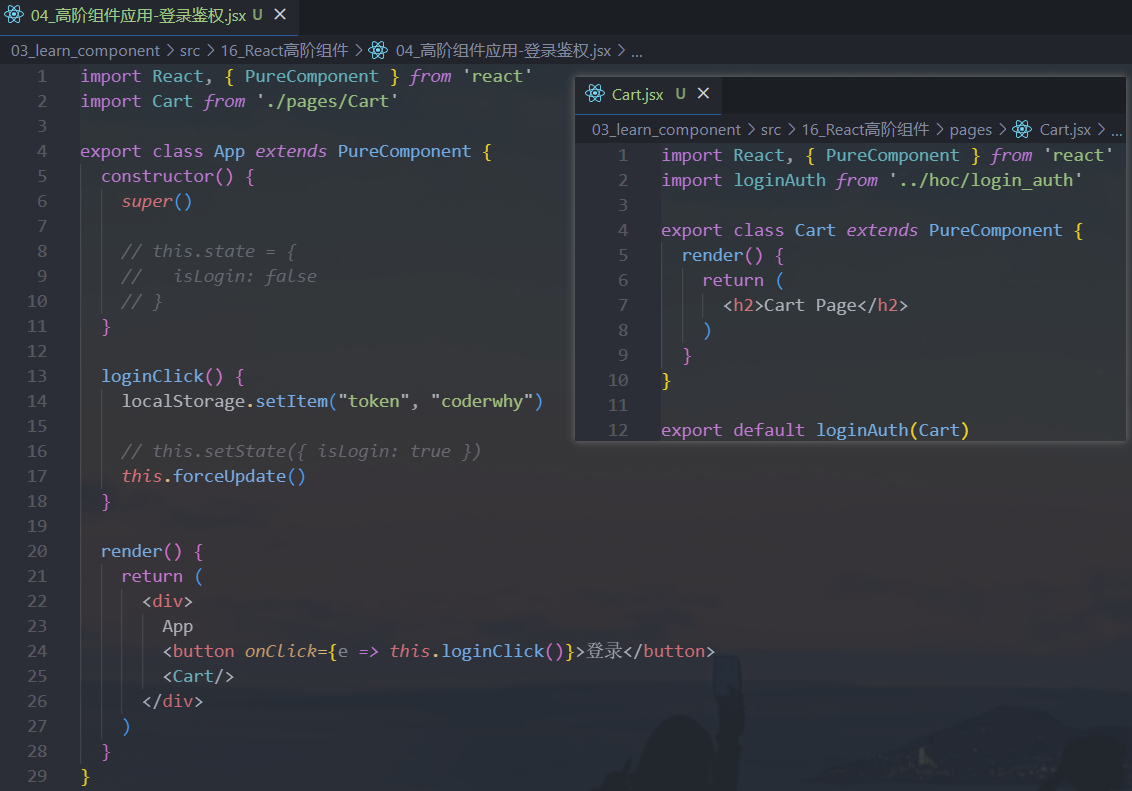 04_高阶组件应用-登录鉴权.jsx U ×
03_learn_component > src > 16_React高阶组件 > 04_高阶组件应用-登录鉴权.jsx > ...
1 import React, { PureComponent } from 'react'
2 import Cart from './pages/Cart'
3
4 export class App extends PureComponent {
5 constructor() {
6 super()
7
8 // this.state = {
9 //   isLogin: false
10 // }
11 }
12
13 loginClick() {
14 localStorage.setItem("token", "coderwhy")
15
16 // this.setState({ isLogin: true })
17 this.forceUpdate()
18 }
19
20 render() {
21 return (
22 <div>
23 App
24 <button onClick={e => this.loginClick()}>登录</button>
25 <Cart/>
26 </div>
27 )
28 }
29 }
Cart.jsx U ×
03_learn_component > src > 16_React高阶组件 > pages > Cart.jsx > ...
1 import React, { PureComponent } from 'react'
2 import loginAuth from '../hoc/login_auth'
3
4 export class Cart extends PureComponent {
5 render() {
6 return (
7 <h2>Cart Page</h2>
8 )
9 }
10 }
11
12 export default loginAuth(Cart)